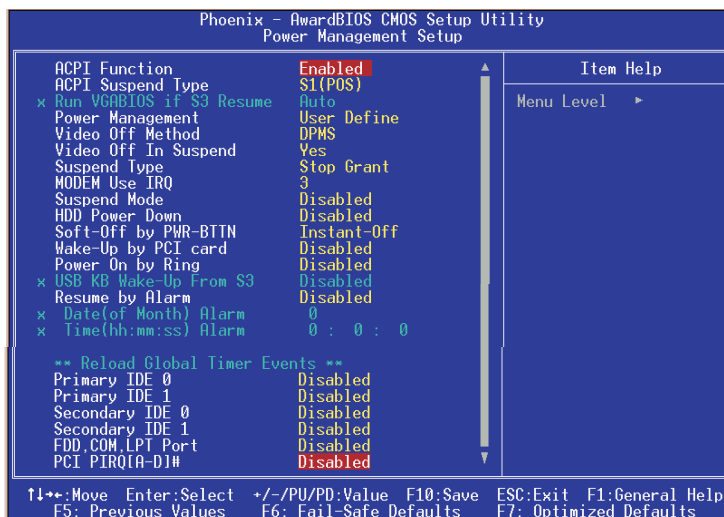 Phoenix - AwardBIOS CMOS Setup Utility
Power Management Setup
ACPI Function Enabled
ACPI Suspend Type S1(POS)
x Run VGABIOS if S3 Resume Auto
Power Management User Define
Video Off Method DPMS
Video Off In Suspend Yes
Suspend Type Stop Grant
MODEM Use IRQ 3
Suspend Mode Disabled
HDD Power Down Disabled
Soft-Off by PWR-BTTN Instant-Off
Wake-Up by PCI card Disabled
Power On by Ring Disabled
x USB KB Wake-Up From S3 Disabled
Resume by Alarm Disabled
x Date(of Month) Alarm 0
x Time(hh:mm:ss) Alarm 0 : 0 : 0
** Reload Global Timer Events **
Primary IDE 0 Disabled
Primary IDE 1 Disabled
Secondary IDE 0 Disabled
Secondary IDE 1 Disabled
FDD,COM,LPT Port Disabled
PCI PIRQ[A-D]# Disabled
Item Help
Menu Level ►
↑↓→←:Move Enter:Select +/-/PU/PD:Value F10:Save ESC:Exit F1:General Help
F5: Previous Values F6: Fail-Safe Defaults F7: Optimized Defaults